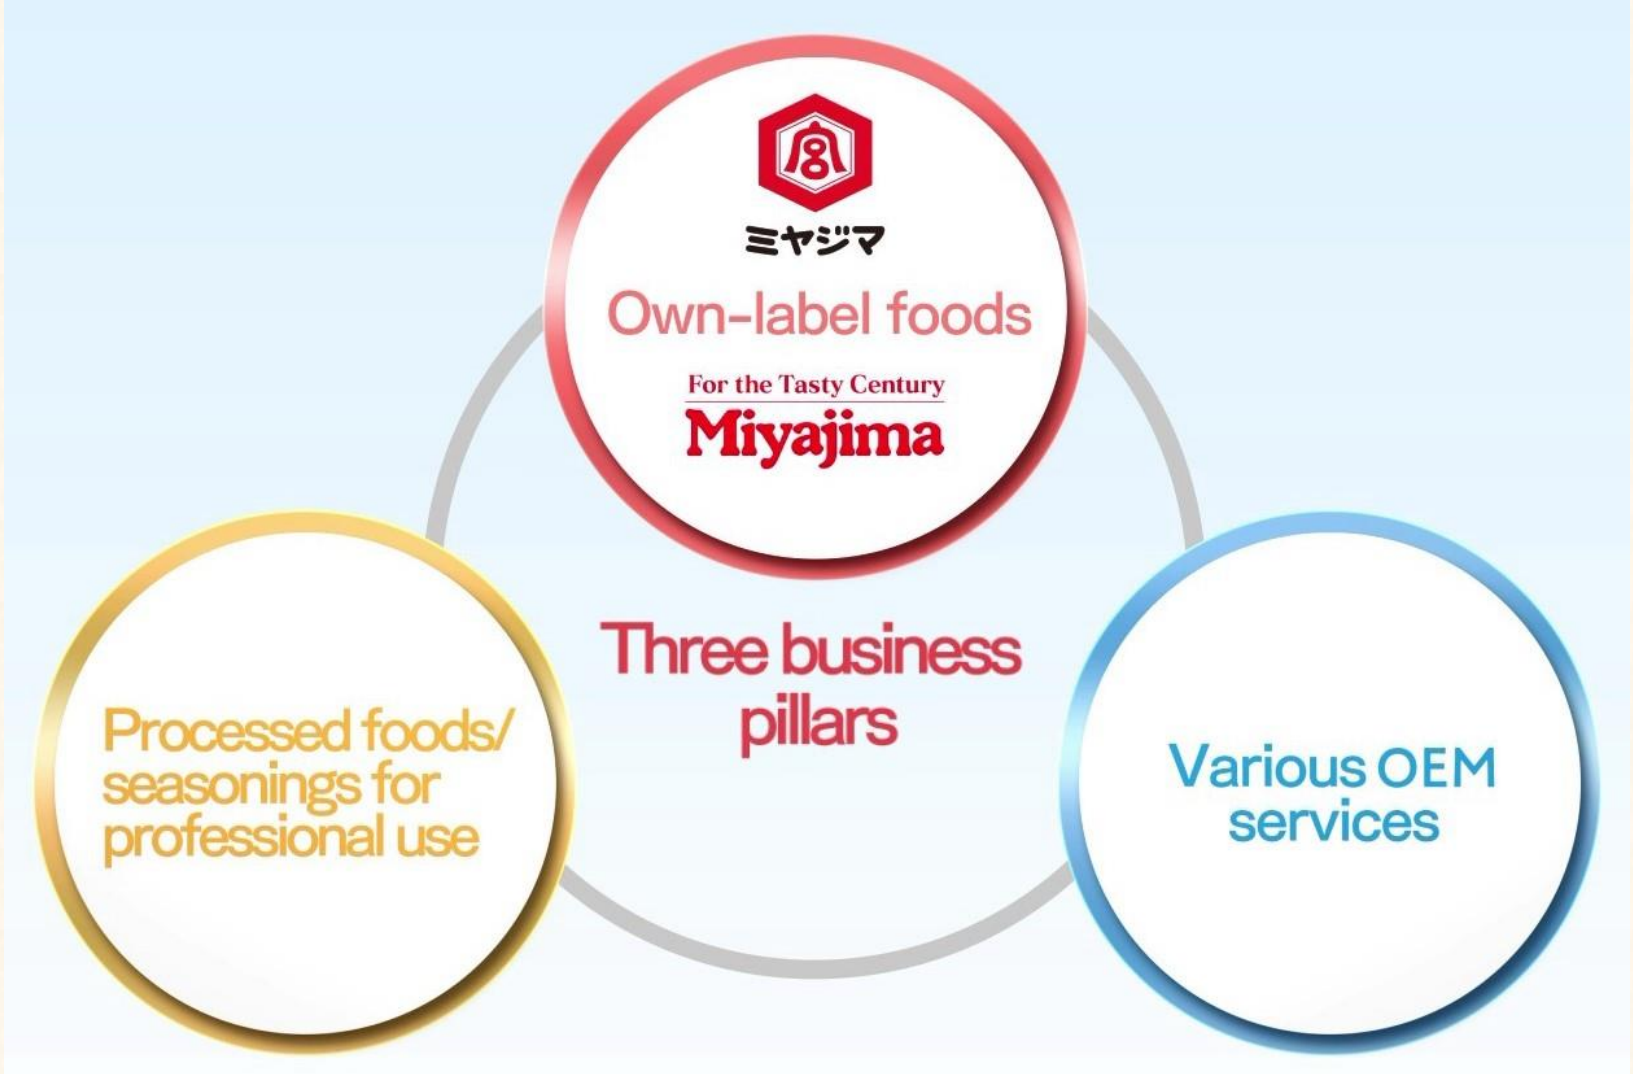 宮
ミヤジマ
Own-label foods
For the Tasty Century
Miyajima
Three business
pillars
Processed foods/
seasonings for
professional use
Various OEM
services